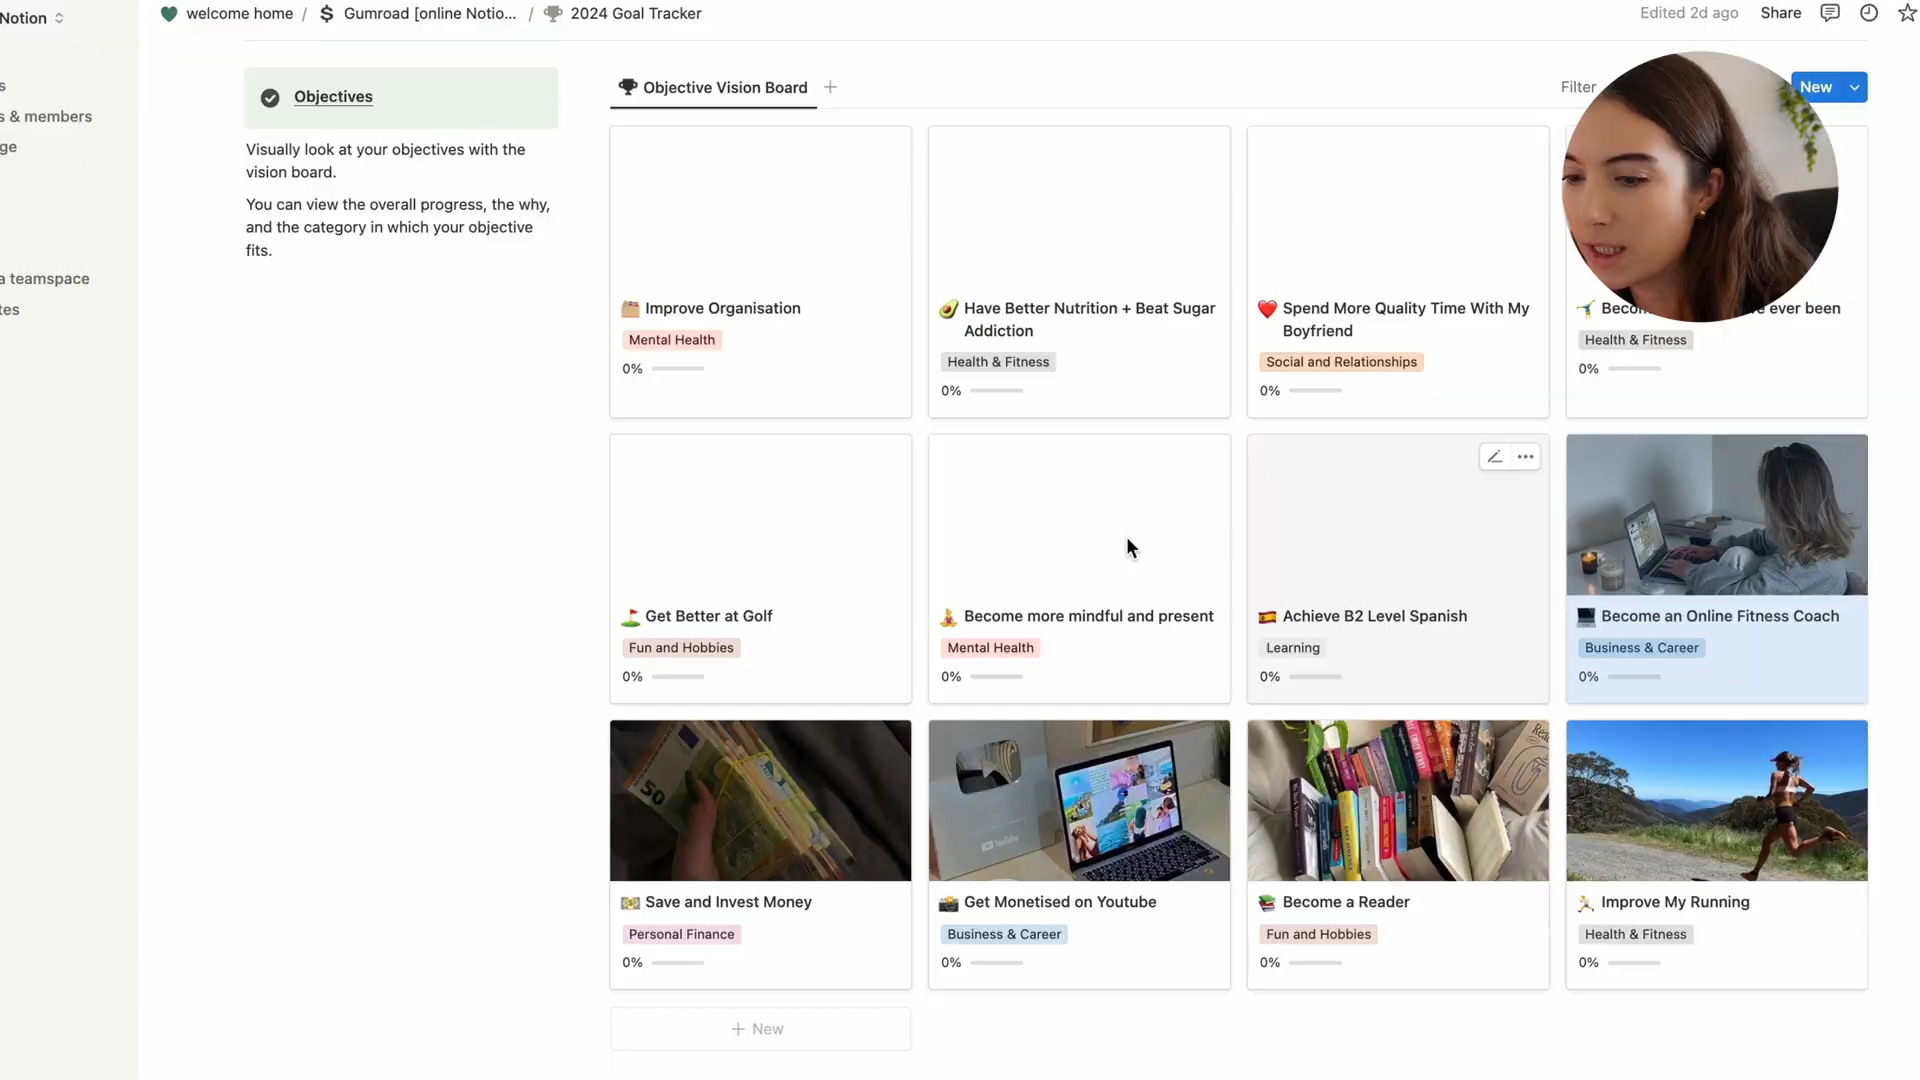 Notion
welcome home / Gumroad [online Notio... / 2024 Goal Tracker
Edited 2d ago
Share
s
s & members
ge
a teamspace
tes
Objectives
Visually look at your objectives with the
vision board.
You can view the overall progress, the why,
and the category in which your objective
fits.
Objective Vision Board
Filter
New
Improve Organisation
Mental Health
0%
Have Better Nutrition + Beat Sugar
Addiction
Health & Fitness
0%
Spend More Quality Time With My
Boyfriend
Social and Relationships
0%
ever been
Health & Fitness
0%
Get Better at Golf
Fun and Hobbies
0%
Become more mindful and present
Mental Health
0%
Achieve B2 Level Spanish
Learning
0%
Become an Online Fitness Coach
Business & Career
0%
50
Save and Invest Money
Personal Finance
0%
YouTube
Get Monetised on Youtube
Business & Career
0%
Become a Reader
Fun and Hobbies
0%
Improve My Running
Health & Fitness
0%
New